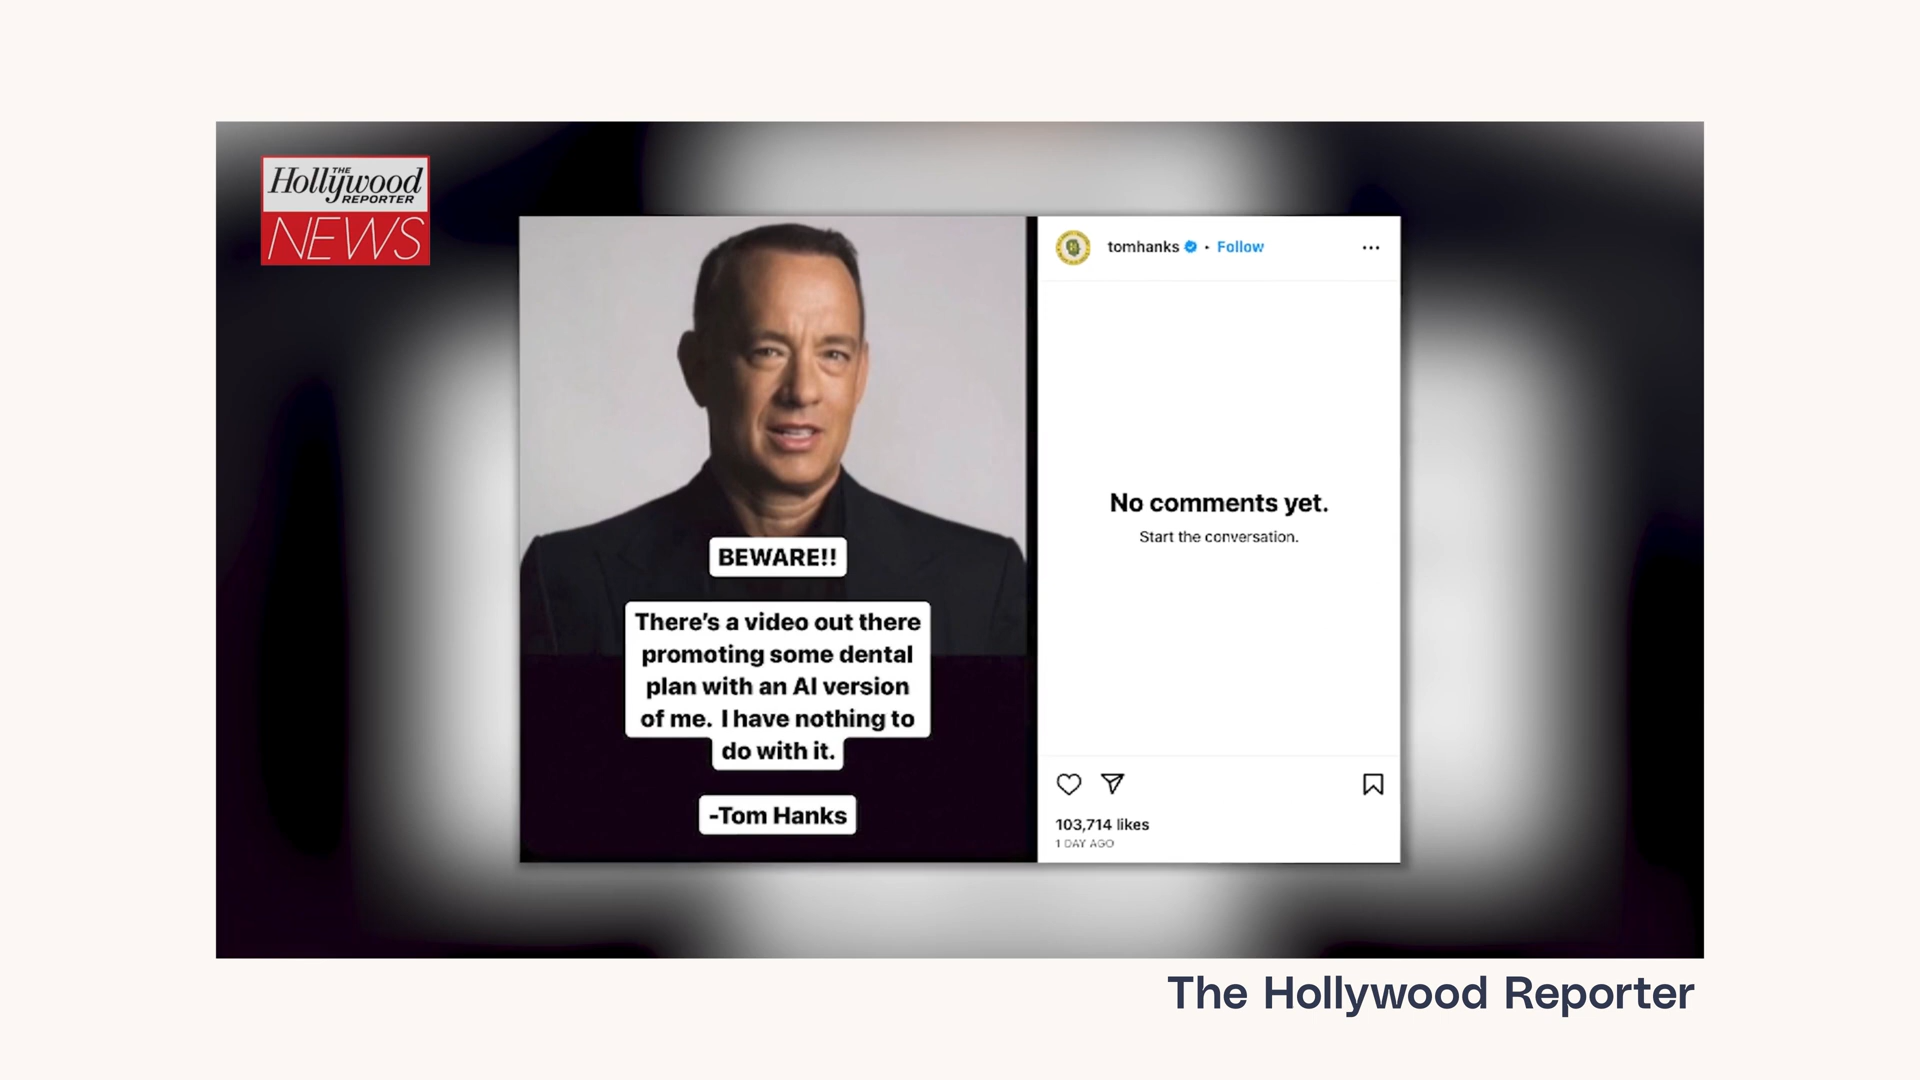 THE
Hollywood
REPORTER
NEWS
BEWARE!!
There's a video out there
promoting some dental
plan with an AI version
of me. I have nothing to
do with it.
-Tom Hanks
tomhanks • Follow
No comments yet.
Start the conversation.
103,714 likes
1 DAY AGO
The Hollywood Reporter